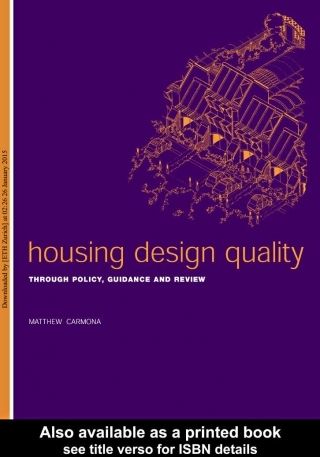 Downloaded by [ETH Zurich] at 02:26 26 January 2015
housing design quality
THROUGH POLICY, GUIDANCE AND REVIEW
MATTHEW CARMONA
Also available as a printed book
see title verso for ISBN details